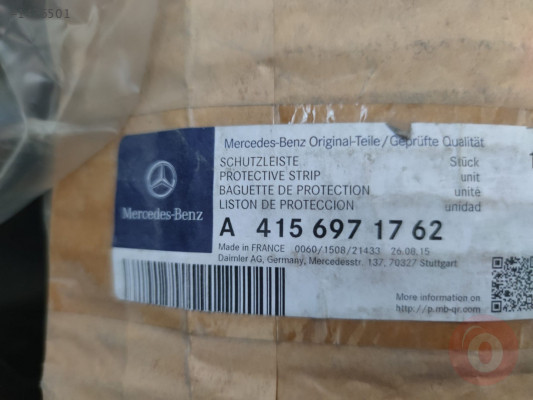 Mercedes-Benz Original-Teile/Geprüfte Qualität
SCHUTZLEISTE Stück
PROTECTIVE STRIP unit
BAGUETTE DE PROTECTION unité
LISTON DE PROTECCION unidad
Mercedes-Benz
A 415 697 17 62
Made in FRANCE 0060/1508/21433 26.08.15
Daimler AG, Germany, Mercedesstr. 137, 70327 Stuttgart
More information on
http://p.mb-qr.com